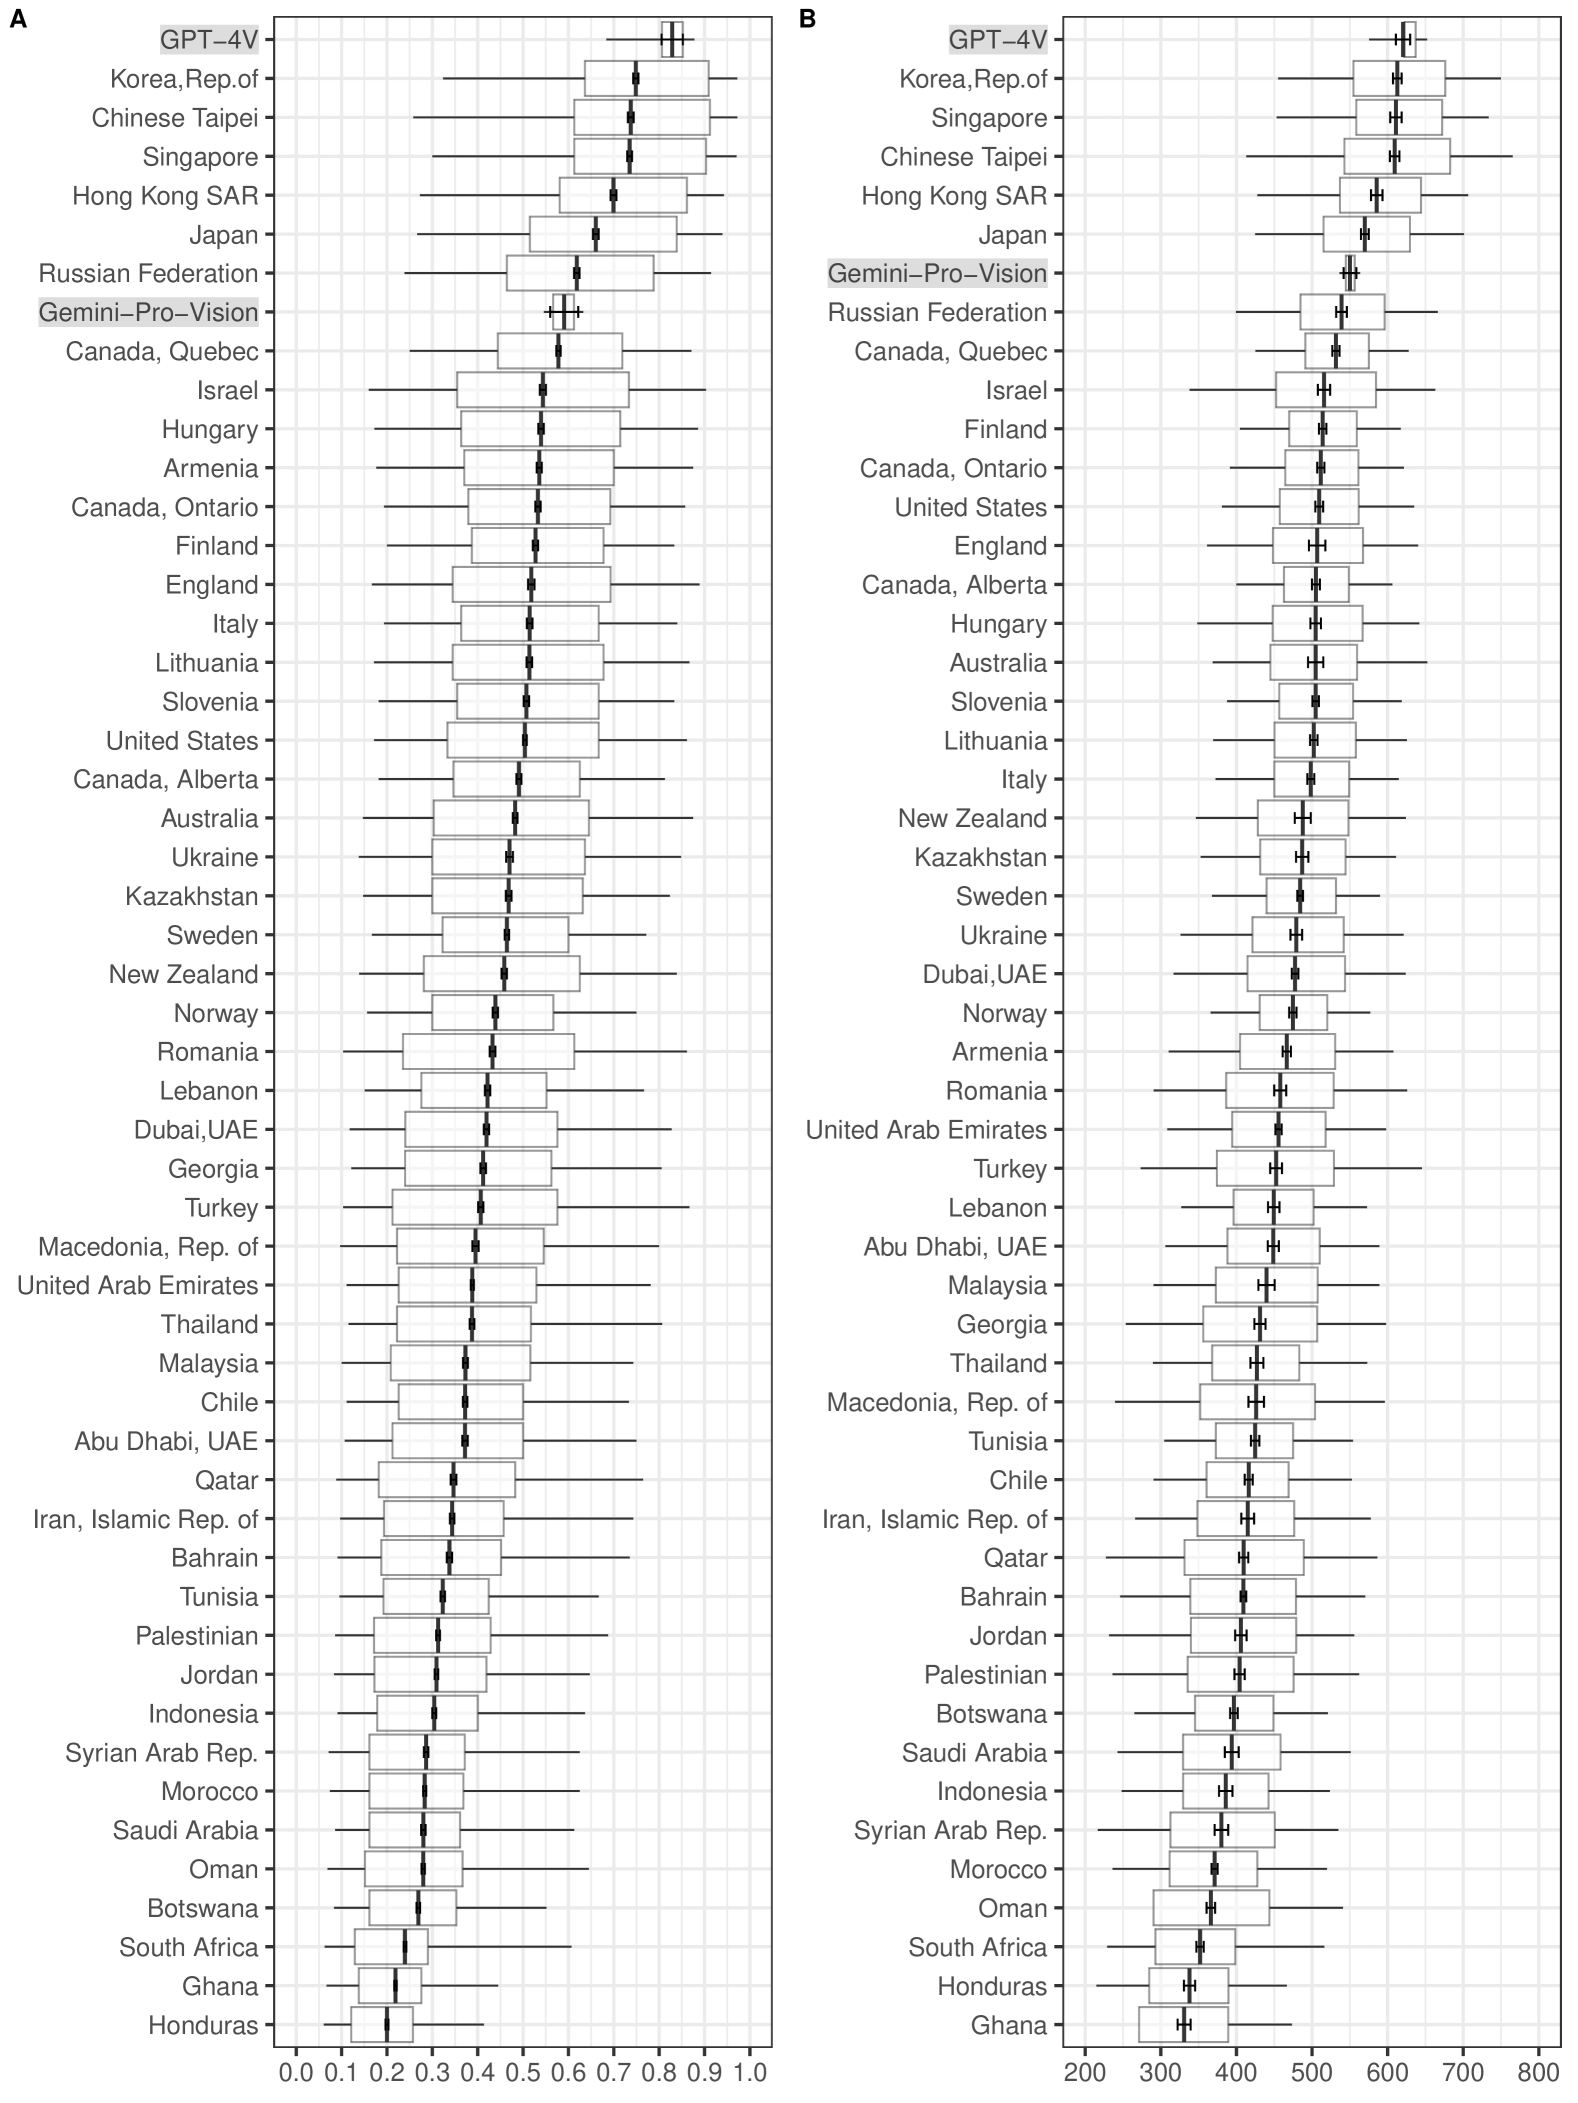 A
GPT−4V
Korea,Rep.of
Chinese Taipei
Singapore
Hong Kong SAR
Japan
Russian Federation
Gemini−Pro−Vision
Canada, Quebec
Israel
Hungary
Armenia
Canada, Ontario
Finland
England
Italy
Lithuania
Slovenia
United States
Canada, Alberta
Australia
Ukraine
Kazakhstan
Sweden
New Zealand
Norway
Romania
Lebanon
Dubai,UAE
Georgia
Turkey
Macedonia, Rep. of
United Arab Emirates
Thailand
Malaysia
Chile
Abu Dhabi, UAE
Qatar
Iran, Islamic Rep. of
Bahrain
Tunisia
Palestinian
Jordan
Indonesia
Syrian Arab Rep.
Morocco
Saudi Arabia
Oman
Botswana
South Africa
Ghana
Honduras
0.0 0.1 0.2 0.3 0.4 0.5 0.6 0.7 0.8 0.9 1.0
B
GPT−4V
Korea,Rep.of
Singapore
Chinese Taipei
Hong Kong SAR
Japan
Gemini−Pro−Vision
Russian Federation
Canada, Quebec
Israel
Finland
Canada, Ontario
United States
England
Canada, Alberta
Hungary
Australia
Slovenia
Lithuania
Italy
New Zealand
Kazakhstan
Sweden
Ukraine
Dubai,UAE
Norway
Armenia
Romania
United Arab Emirates
Turkey
Lebanon
Abu Dhabi, UAE
Malaysia
Georgia
Thailand
Macedonia, Rep. of
Tunisia
Chile
Iran, Islamic Rep. of
Qatar
Bahrain
Jordan
Palestinian
Botswana
Saudi Arabia
Indonesia
Syrian Arab Rep.
Morocco
Oman
South Africa
Honduras
Ghana
200 300 400 500 600 700 800